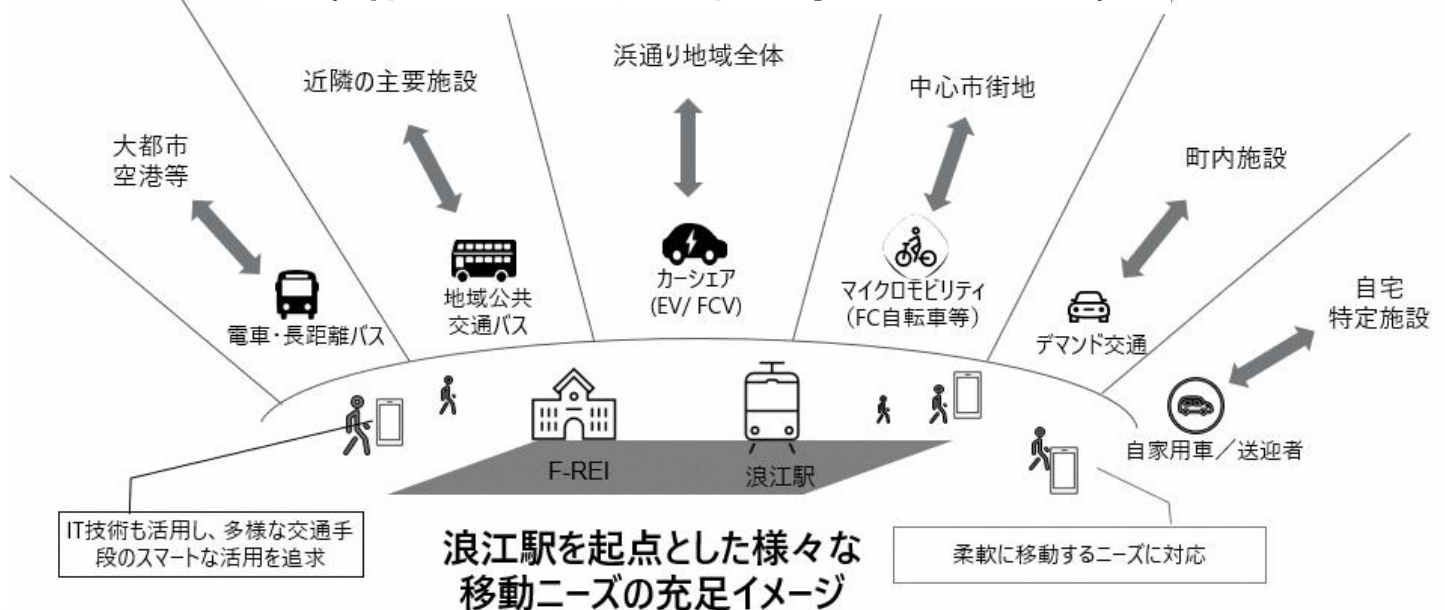 大都市
空港等
電車・長距離バス
近隣の主要施設
地域公共
交通バス
浜通り地域全体
カーシェア
(EV/ FCV)
中心市街地
マイクロモビリティ
（FC自転車等）
町内施設
デマンド交通
自宅
特定施設
自家用車／送迎者
F-REI
浪江駅
IT技術も活用し、多様な交通手
段のスマートな活用を追求
浪江駅を起点とした様々な
移動ニーズの充足イメージ
柔軟に移動するニーズに対応